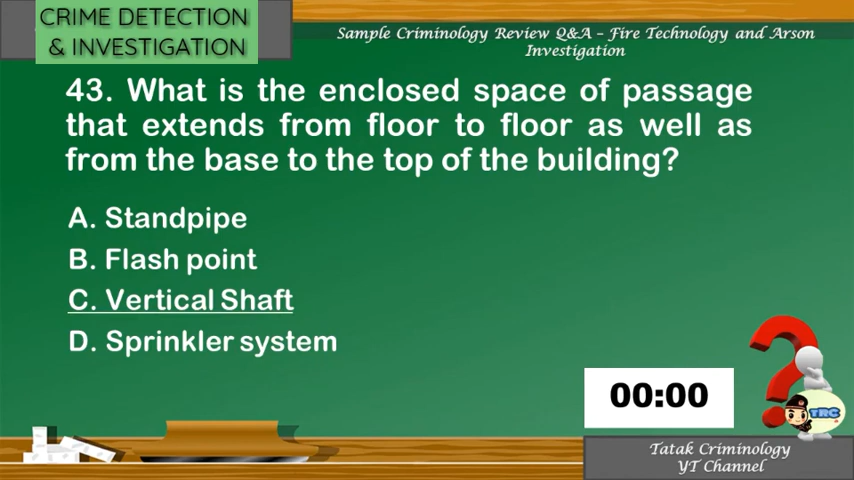 CRIME DETECTION
& INVESTIGATION
Sample Criminology Review Q&A – Fire Technology and Arson
Investigation
43. What is the enclosed space of passage
that extends from floor to floor as well as
from the base to the top of the building?
A. Standpipe
B. Flash point
C. Vertical Shaft
D. Sprinkler system
00:00
TRC
Tatak Criminology
YT Channel